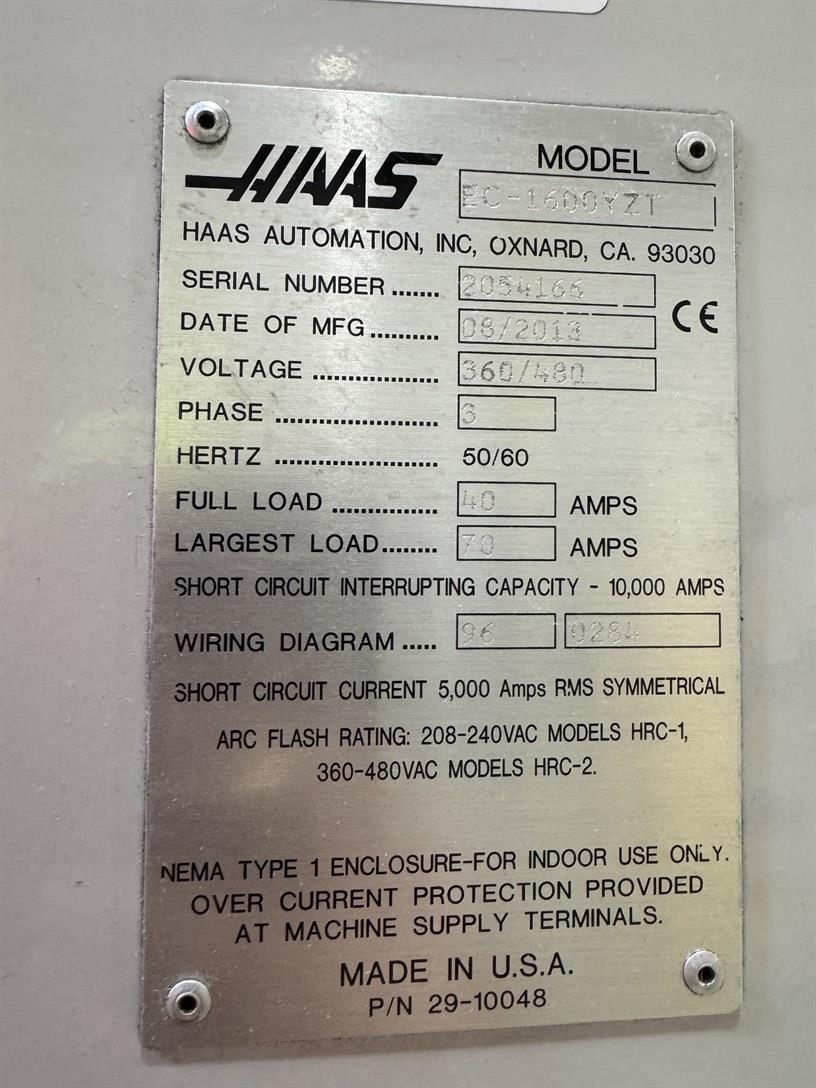 HAAS
MODEL
EC-1600YZT
HAAS AUTOMATION, INC, OXNARD, CA. 93030
SERIAL NUMBER ....... 2054166
DATE OF MFG .......... 08/2013
CE
VOLTAGE .................. 360/480
PHASE ....................... 3
HERTZ ....................... 50/60
FULL LOAD ............... 40 AMPS
LARGEST LOAD........ 70 AMPS
SHORT CIRCUIT INTERRUPTING CAPACITY - 10,000 AMPS
WIRING DIAGRAM ..... 96 0284
SHORT CIRCUIT CURRENT 5,000 Amps RMS SYMMETRICAL
ARC FLASH RATING: 208-240VAC MODELS HRC-1,
360-480VAC MODELS HRC-2.
NEMA TYPE 1 ENCLOSURE-FOR INDOOR USE ONLY.
OVER CURRENT PROTECTION PROVIDED
AT MACHINE SUPPLY TERMINALS.
MADE IN U.S.A.
P/N 29-10048